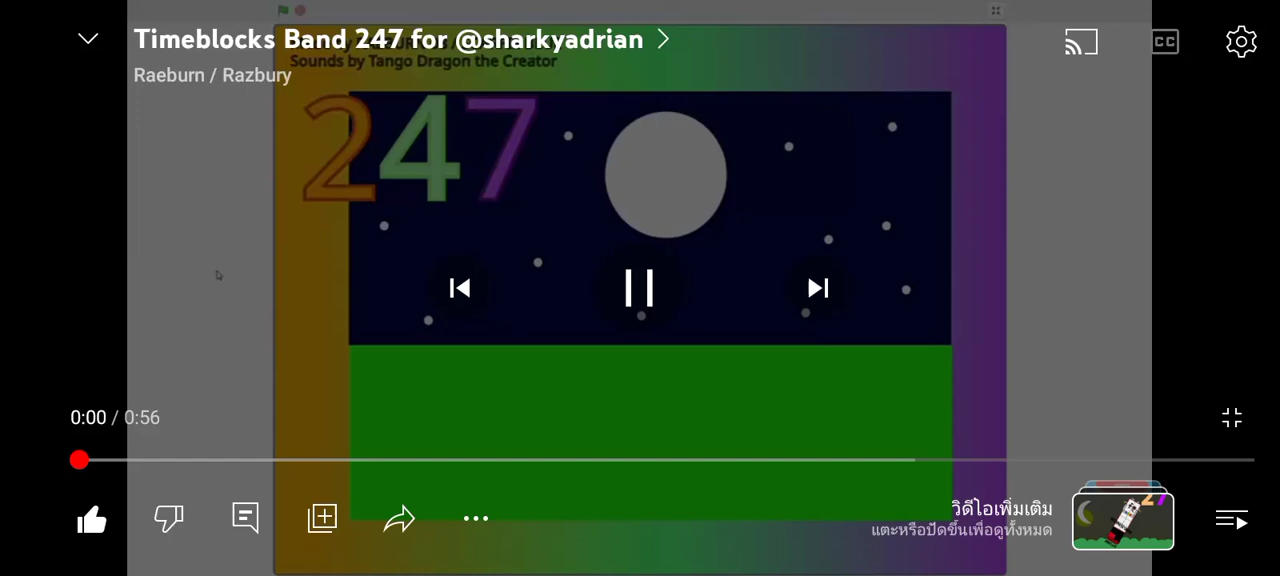 Timeblocks Band 247 for @sharkyadrian
Sounds by Tango Dragon the Creator
Raeburn / Razbury
CC
247
0:00 / 0:56
วิดีโอเพิ่มเติม
แตะหรือปัดขึ้นเพื่อดูทั้งหมด